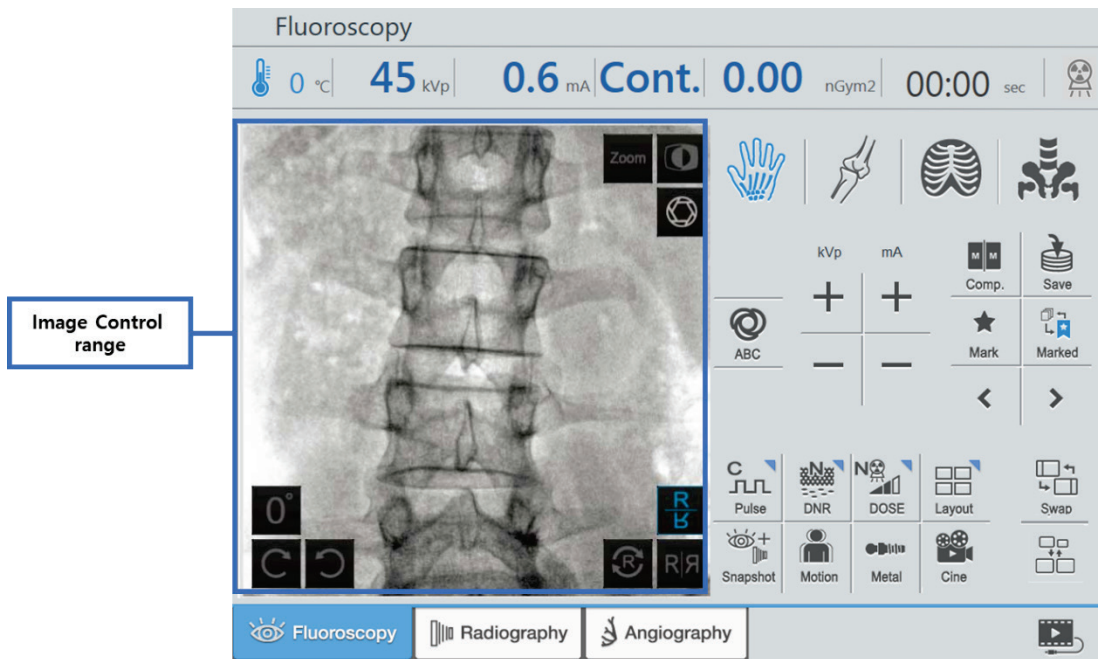 Fluoroscopy
0 °C 45 kVp 0.6 mA Cont. 0.00 nGym2 00:00 sec
Zoom
Image Control
range
kVp mA
Comp. Save
ABC Mark Marked
0°
R
R
R R|Я
C N N
Pulse DNR DOSE Layout Swap
Snapshot Motion Metal Cine
Fluoroscopy Radiography Angiography